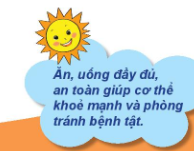 Ăn, uống đầy đủ,
an toàn giúp cơ thể
khoẻ mạnh và phòng
tránh bệnh tật.